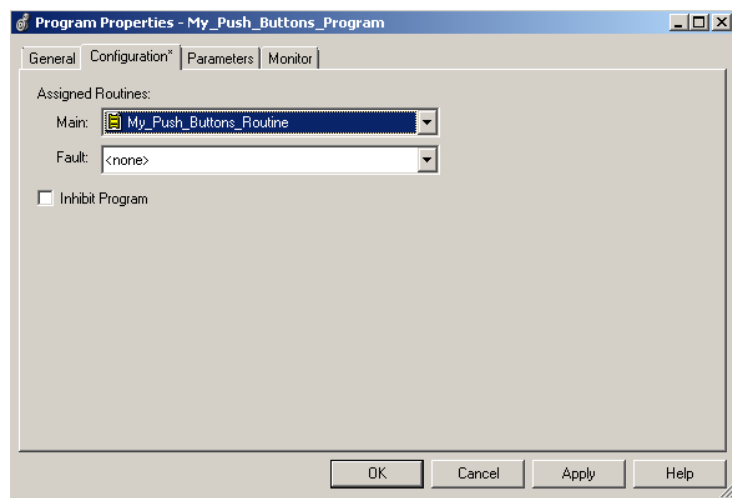 Program Properties - My_Push_Buttons_Program
General Configuration* Parameters Monitor
Assigned Routines:
Main: My_Push_Buttons_Routine
Fault: <none>
Inhibit Program
OK Cancel Apply Help